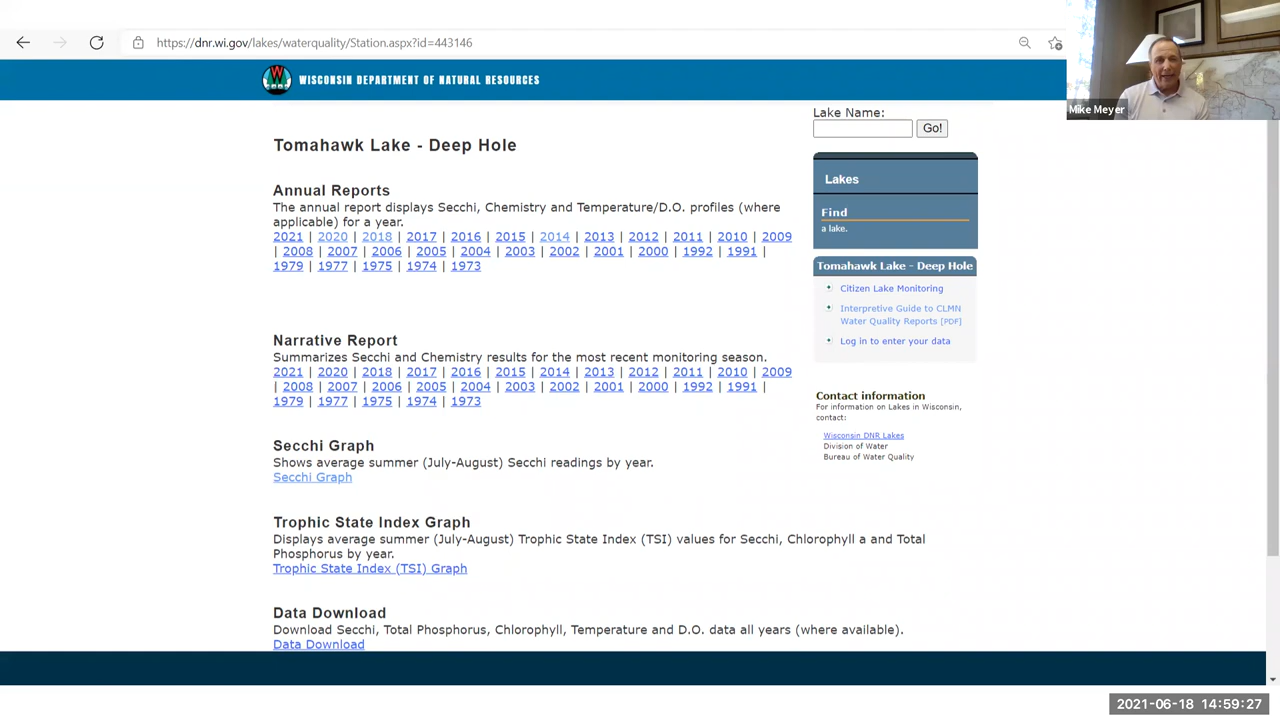 https://dnr.wi.gov/lakes/waterquality/Station.aspx?id=443146
WISCONSIN DEPARTMENT OF NATURAL RESOURCES
Mike Meyer
Tomahawk Lake - Deep Hole
Annual Reports
The annual report displays Secchi, Chemistry and Temperature/D.O. profiles (where
applicable) for a year.
2021 | 2020 | 2018 | 2017 | 2016 | 2015 | 2014 | 2013 | 2012 | 2011 | 2010 | 2009
| 2008 | 2007 | 2006 | 2005 | 2004 | 2003 | 2002 | 2001 | 2000 | 1992 | 1991 |
1979 | 1977 | 1975 | 1974 | 1973
Narrative Report
Summarizes Secchi and Chemistry results for the most recent monitoring season.
2021 | 2020 | 2018 | 2017 | 2016 | 2015 | 2014 | 2013 | 2012 | 2011 | 2010 | 2009
| 2008 | 2007 | 2006 | 2005 | 2004 | 2003 | 2002 | 2001 | 2000 | 1992 | 1991 |
1979 | 1977 | 1975 | 1974 | 1973
Secchi Graph
Shows average summer (July-August) Secchi readings by year.
Secchi Graph
Trophic State Index Graph
Displays average summer (July-August) Trophic State Index (TSI) values for Secchi, Chlorophyll a and Total
Phosphorus by year.
Trophic State Index (TSI) Graph
Data Download
Download Secchi, Total Phosphorus, Chlorophyll, Temperature and D.O. data all years (where available).
Data Download
Lake Name:
Go!
Lakes
Find
a lake.
Tomahawk Lake - Deep Hole
Citizen Lake Monitoring
Interpretive Guide to CLMN
Water Quality Reports [PDF]
Log in to enter your data
Contact information
For information on Lakes in Wisconsin,
contact:
Wisconsin DNR Lakes
Division of Water
Bureau of Water Quality
2021-06-18 14:59:27